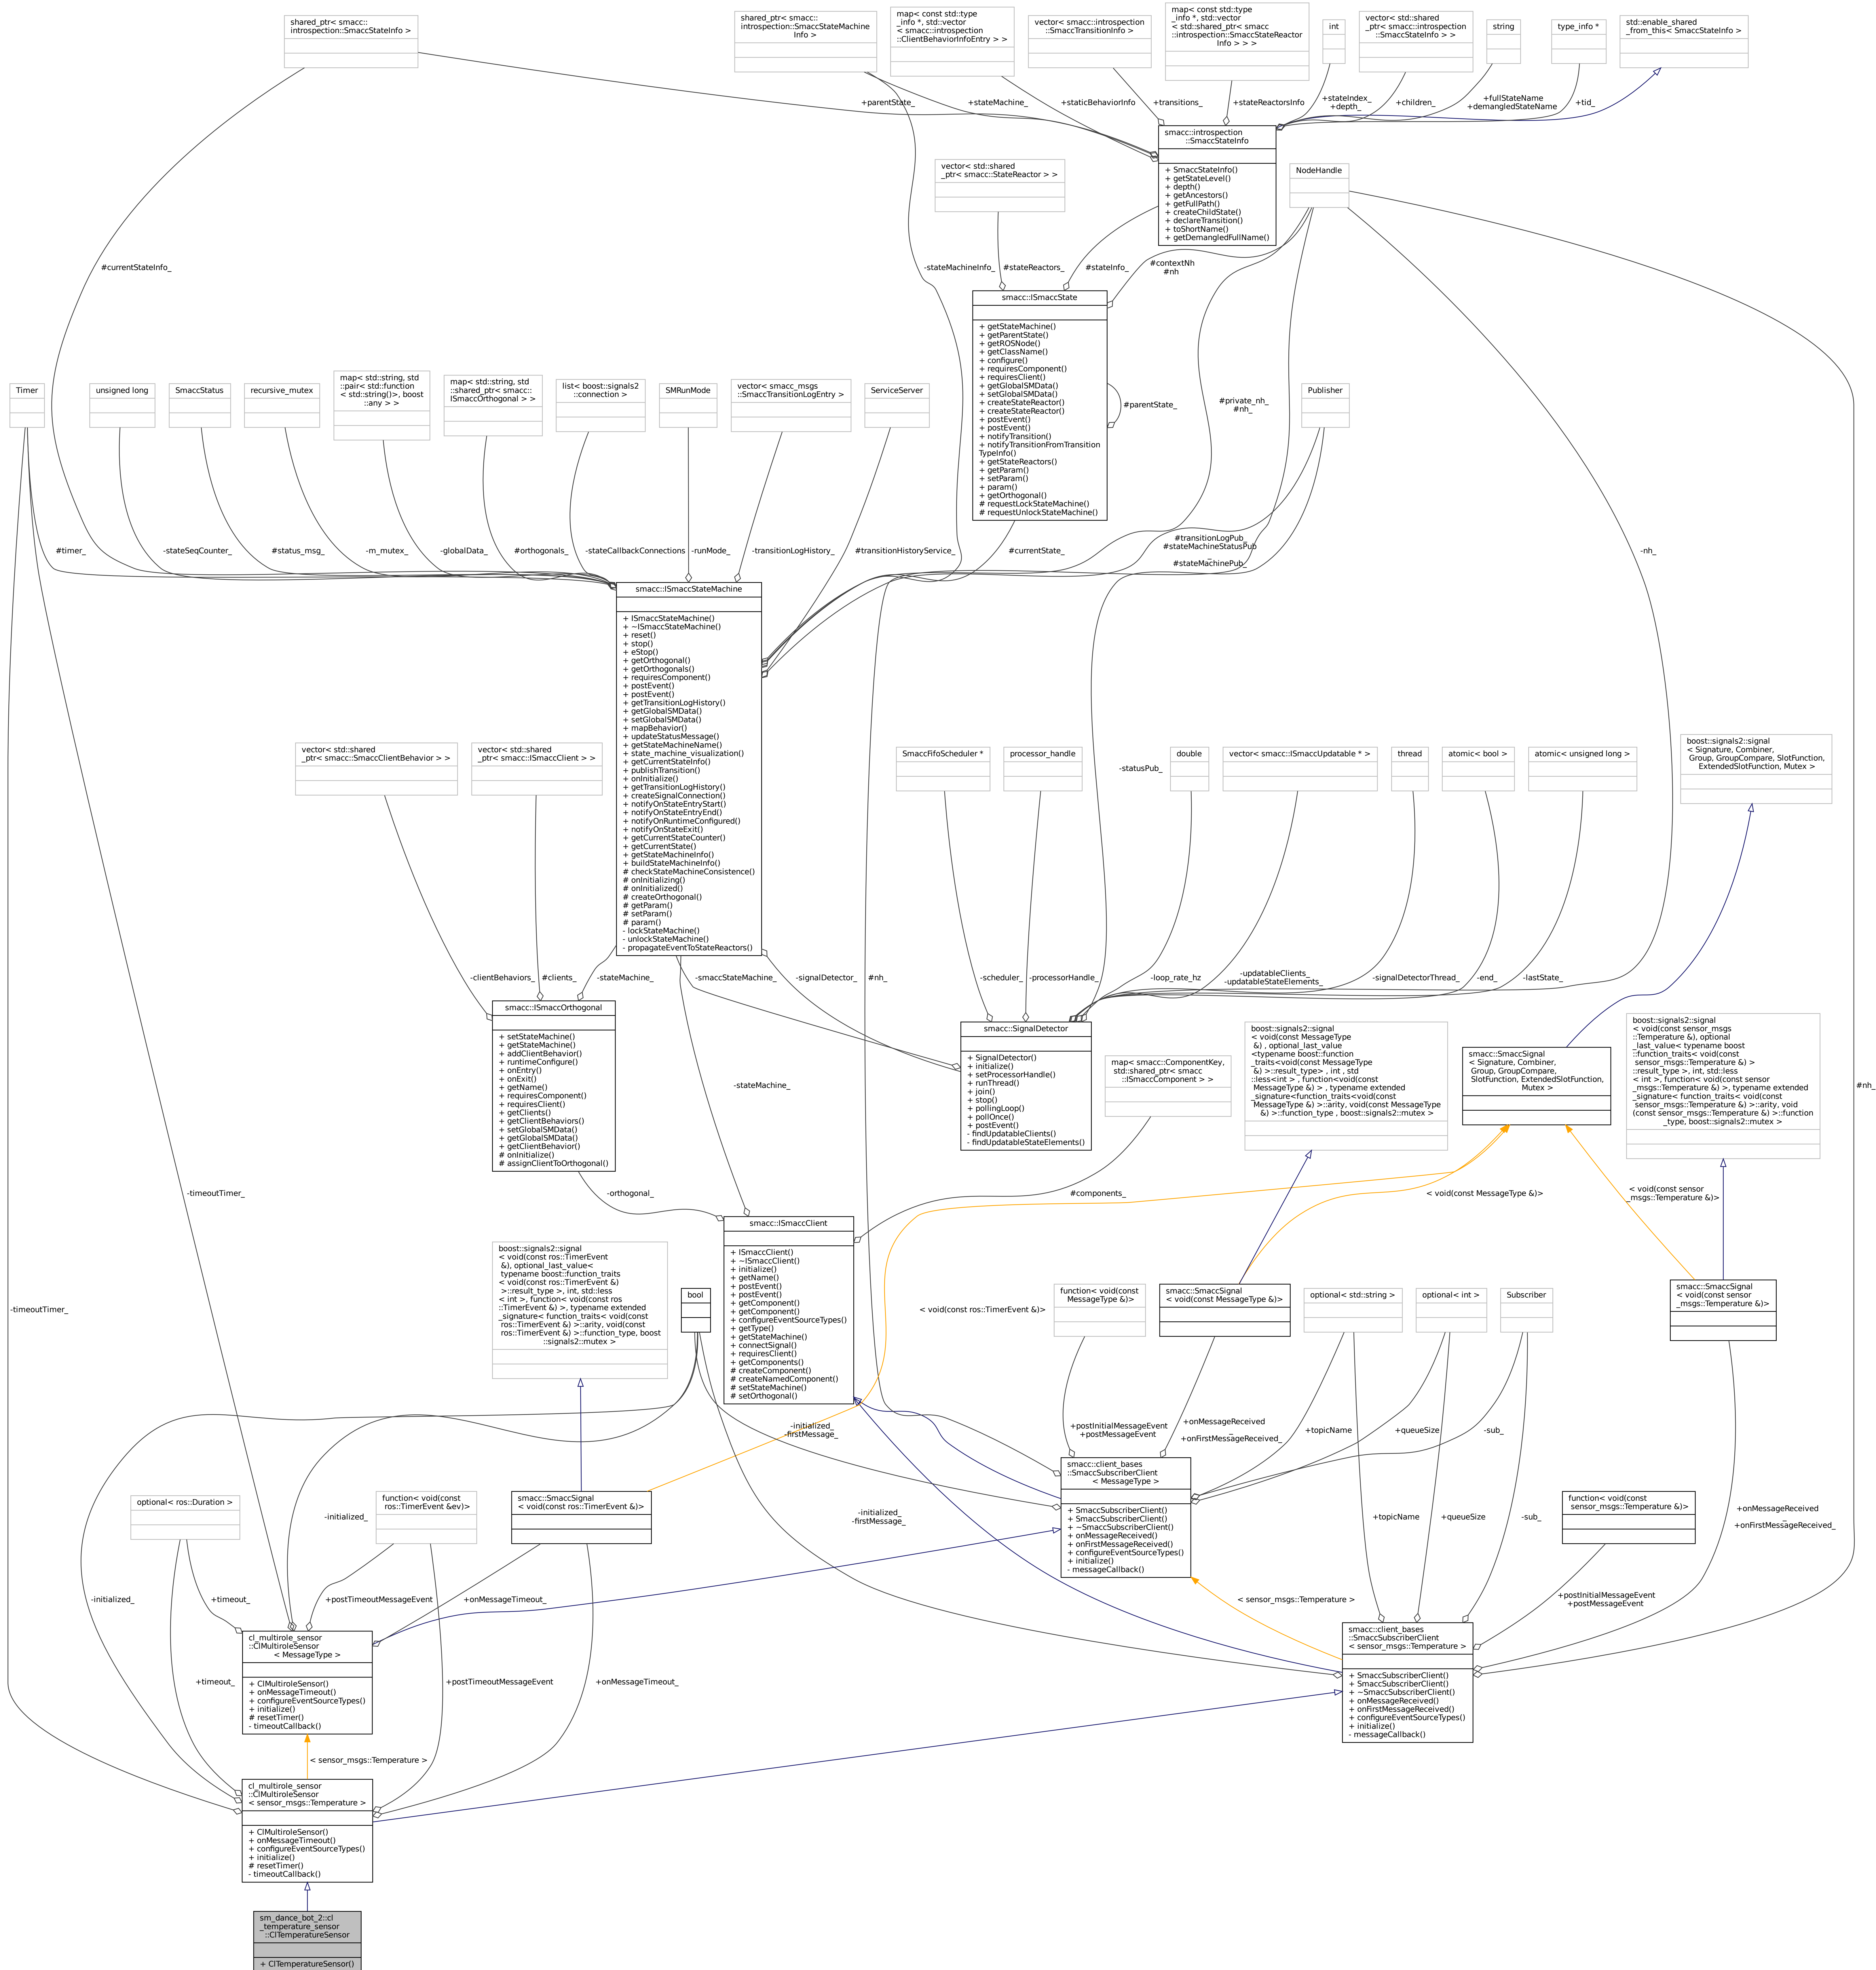 shared_ptr< smacc::
introspection::SmaccStateInfo >
shared_ptr< smacc::
introspection::SmaccStateMachine
Info >
map< const std::type
_info *, std::vector
< smacc::introspection
::ClientBehaviorInfoEntry > >
vector< smacc::introspection
::SmaccTransitionInfo >
map< const std::type
_info *, std::vector
< std::shared_ptr< smacc
::introspection::SmaccStateReactor
Info > > >
int
vector< std::shared
_ptr< smacc::introspection
::SmaccStateInfo > >
string
type_info *
std::enable_shared
_from_this< SmaccStateInfo >
+parentState_
+stateMachine_
+staticBehaviorInfo
+transitions_
+stateReactorsInfo
+stateIndex_
+depth_
+children_
+fullStateName
+demangledStateName
+tid_
smacc::introspection
::SmaccStateInfo
+ SmaccStateInfo()
+ getStateLevel()
+ depth()
+ getAncestors()
+ getFullPath()
+ createChildState()
+ declareTransition()
+ toShortName()
+ getDemangledFullName()
vector< std::shared
_ptr< smacc::StateReactor > >
NodeHandle
#currentStateInfo_
-stateMachineInfo_
#stateReactors_
#stateInfo_
#contextNh
#nh
smacc::ISmaccState
+ getStateMachine()
+ getParentState()
+ getROSNode()
+ getClassName()
+ configure()
+ requiresComponent()
+ requiresClient()
+ getGlobalSMData()
+ setGlobalSMData()
+ createStateReactor()
+ createStateReactor()
+ postEvent()
+ postEvent()
+ notifyTransition()
+ notifyTransitionFromTransition
TypeInfo()
+ getStateReactors()
+ getParam()
+ setParam()
+ param()
+ getOrthogonal()
# requestLockStateMachine()
# requestUnlockStateMachine()
#parentState_
#private_nh_
#nh_
Timer
unsigned long
SmaccStatus
recursive_mutex
map< std::string, std
::pair< std::function
< std::string()>, boost
::any > >
map< std::string, std
::shared_ptr< smacc::
ISmaccOrthogonal > >
list< boost::signals2
::connection >
SMRunMode
vector< smacc_msgs
::SmaccTransitionLogEntry >
ServiceServer
Publisher
#timer_
-stateSeqCounter_
#status_msg_
-m_mutex_
-globalData_
#orthogonals_
-stateCallbackConnections
-runMode_
-transitionLogHistory_
#transitionHistoryService_
#currentState_
#transitionLogPub_
#stateMachineStatusPub
_
#stateMachinePub_
-nh_
smacc::ISmaccStateMachine
+ ISmaccStateMachine()
+ ~ISmaccStateMachine()
+ reset()
+ stop()
+ eStop()
+ getOrthogonal()
+ getOrthogonals()
+ requiresComponent()
+ postEvent()
+ postEvent()
+ getTransitionLogHistory()
+ getGlobalSMData()
+ setGlobalSMData()
+ mapBehavior()
+ updateStatusMessage()
+ getStateMachineName()
+ state_machine_visualization()
+ getCurrentStateInfo()
+ publishTransition()
+ onInitialize()
+ getTransitionLogHistory()
+ createSignalConnection()
+ notifyOnStateEntryStart()
+ notifyOnStateEntryEnd()
+ notifyOnRuntimeConfigured()
+ notifyOnStateExit()
+ getCurrentStateCounter()
+ getCurrentState()
+ getStateMachineInfo()
+ buildStateMachineInfo()
# checkStateMachineConsistence()
# onInitializing()
# onInitialized()
# createOrthogonal()
# getParam()
# setParam()
# param()
- lockStateMachine()
- unlockStateMachine()
- propagateEventToStateReactors()
vector< std::shared
_ptr< smacc::SmaccClientBehavior > >
vector< std::shared
_ptr< smacc::ISmaccClient > >
SmaccFifoScheduler *
processor_handle
-statusPub_
double
vector< smacc::ISmaccUpdatable * >
thread
atomic< bool >
atomic< unsigned long >
boost::signals2::signal
< Signature, Combiner,
Group, GroupCompare, SlotFunction,
ExtendedSlotFunction, Mutex >
-clientBehaviors_
#clients_
-stateMachine_
-smaccStateMachine_
-signalDetector_
#nh_
-scheduler_
-processorHandle_
-loop_rate_hz
-updatableClients_
-updatableStateElements_
-signalDetectorThread_
-end_
-lastState_
smacc::ISmaccOrthogonal
+ setStateMachine()
+ getStateMachine()
+ addClientBehavior()
+ runtimeConfigure()
+ onEntry()
+ onExit()
+ getName()
+ requiresComponent()
+ requiresClient()
+ getClients()
+ getClientBehaviors()
+ setGlobalSMData()
+ getGlobalSMData()
+ getClientBehavior()
# onInitialize()
# assignClientToOrthogonal()
smacc::SignalDetector
+ SignalDetector()
+ initialize()
+ setProcessorHandle()
+ runThread()
+ join()
+ stop()
+ pollingLoop()
+ pollOnce()
+ postEvent()
- findUpdatableClients()
- findUpdatableStateElements()
map< smacc::ComponentKey,
std::shared_ptr< smacc
::ISmaccComponent > >
boost::signals2::signal
< void(const MessageType
&) , optional_last_value
<typename boost::function
_traits<void(const MessageType
&) >::result_type> , int , std
::less<int > , function<void(const
MessageType &) > , typename extended
_signature<function_traits<void(const
MessageType &) >::arity, void(const MessageType
&) >::function_type , boost::signals2::mutex >
smacc::SmaccSignal
< Signature, Combiner,
Group, GroupCompare,
SlotFunction, ExtendedSlotFunction,
Mutex >
boost::signals2::signal
< void(const sensor_msgs
::Temperature &), optional
_last_value< typename boost
::function_traits< void(const
sensor_msgs::Temperature &) >
::result_type >, int, std::less
< int >, function< void(const sensor
_msgs::Temperature &) >, typename extended
_signature< function_traits< void(const
sensor_msgs::Temperature &) >::arity, void
(const sensor_msgs::Temperature &) >::function
_type, boost::signals2::mutex >
#nh_
-stateMachine_
-timeoutTimer_
-orthogonal_
#components_
< void(const MessageType &)>
< void(const sensor
_msgs::Temperature &)>
smacc::ISmaccClient
+ ISmaccClient()
+ ~ISmaccClient()
+ initialize()
+ getName()
+ postEvent()
+ postEvent()
+ getComponent()
+ getComponent()
+ configureEventSourceTypes()
+ getType()
+ getStateMachine()
+ connectSignal()
+ requiresClient()
+ getComponents()
# createComponent()
# createNamedComponent()
# setStateMachine()
# setOrthogonal()
boost::signals2::signal
< void(const ros::TimerEvent
&), optional_last_value<
typename boost::function_traits
< void(const ros::TimerEvent &)
>::result_type >, int, std::less
< int >, function< void(const ros
::TimerEvent &) >, typename extended
_signature< function_traits< void(const
ros::TimerEvent &) >::arity, void(const
ros::TimerEvent &) >::function_type, boost
::signals2::mutex >
bool
-timeoutTimer_
< void(const ros::TimerEvent &)>
function< void(const
MessageType &)>
smacc::SmaccSignal
< void(const MessageType &)>
optional< std::string >
optional< int >
Subscriber
smacc::SmaccSignal
< void(const sensor
_msgs::Temperature &)>
-initialized_
-firstMessage_
+postInitialMessageEvent
+postMessageEvent
+onMessageReceived
_
+onFirstMessageReceived_
+topicName
+queueSize
-sub_
smacc::client_bases
::SmaccSubscriberClient
< MessageType >
+ SmaccSubscriberClient()
+ SmaccSubscriberClient()
+ ~SmaccSubscriberClient()
+ onMessageReceived()
+ onFirstMessageReceived()
+ configureEventSourceTypes()
+ initialize()
- messageCallback()
optional< ros::Duration >
-initialized_
function< void(const
ros::TimerEvent &ev)>
smacc::SmaccSignal
< void(const ros::TimerEvent &)>
-initialized_
-firstMessage_
+topicName
+queueSize
-sub_
function< void(const
sensor_msgs::Temperature &)>
+onMessageReceived
_
+onFirstMessageReceived_
-initialized_
+timeout_
+postTimeoutMessageEvent
+onMessageTimeout_
< sensor_msgs::Temperature >
+postInitialMessageEvent
+postMessageEvent
cl_multirole_sensor
::ClMultiroleSensor
< MessageType >
+ ClMultiroleSensor()
+ onMessageTimeout()
+ configureEventSourceTypes()
+ initialize()
# resetTimer()
- timeoutCallback()
smacc::client_bases
::SmaccSubscriberClient
< sensor_msgs::Temperature >
+ SmaccSubscriberClient()
+ SmaccSubscriberClient()
+ ~SmaccSubscriberClient()
+ onMessageReceived()
+ onFirstMessageReceived()
+ configureEventSourceTypes()
+ initialize()
- messageCallback()
+timeout_
+postTimeoutMessageEvent
+onMessageTimeout_
< sensor_msgs::Temperature >
cl_multirole_sensor
::ClMultiroleSensor
< sensor_msgs::Temperature >
+ ClMultiroleSensor()
+ onMessageTimeout()
+ configureEventSourceTypes()
+ initialize()
# resetTimer()
- timeoutCallback()
sm_dance_bot_2::cl
_temperature_sensor
::ClTemperatureSensor
+ ClTemperatureSensor()